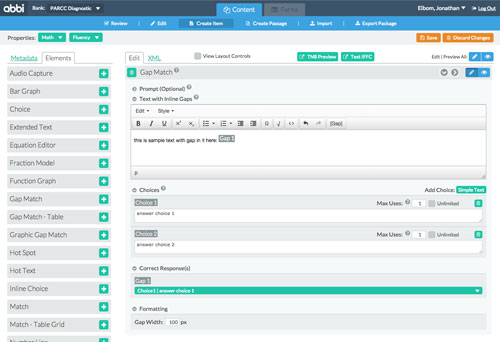 abbi Bank: PARCC Diagnostic Content Forms Elbom, Jonathan Log Out
Review Edit Create Item Create Passage Import Export Package
Properties: Math Fluency Save Discard Changes
Metadata Elements Edit XML View Layout Controls TN8 Preview Test IFFC Edit | Preview All:
Audio Capture
Bar Graph
Choice
Extended Text
Equation Editor
Fraction Model
Function Graph
Gap Match
Gap Match - Table
Graphic Gap Match
Hot Spot
Hot Text
Inline Choice
Match
Match - Table Grid
Number Line
Gap Match
Prompt (Optional)
Text with Inline Gaps
Edit Style
B I U x² x₂ Ω √ <> [Gap]
this is sample text with gap in it here: Gap 1
p
Choices Add Choice: Simple Text
Choice 1 Max Uses: 1 Unlimited
answer choice 1
Choice 2 Max Uses: 1 Unlimited
answer choice 2
Correct Response(s)
Gap 1
Choice1 | answer choice 1
Formatting
Gap Width: 100 px